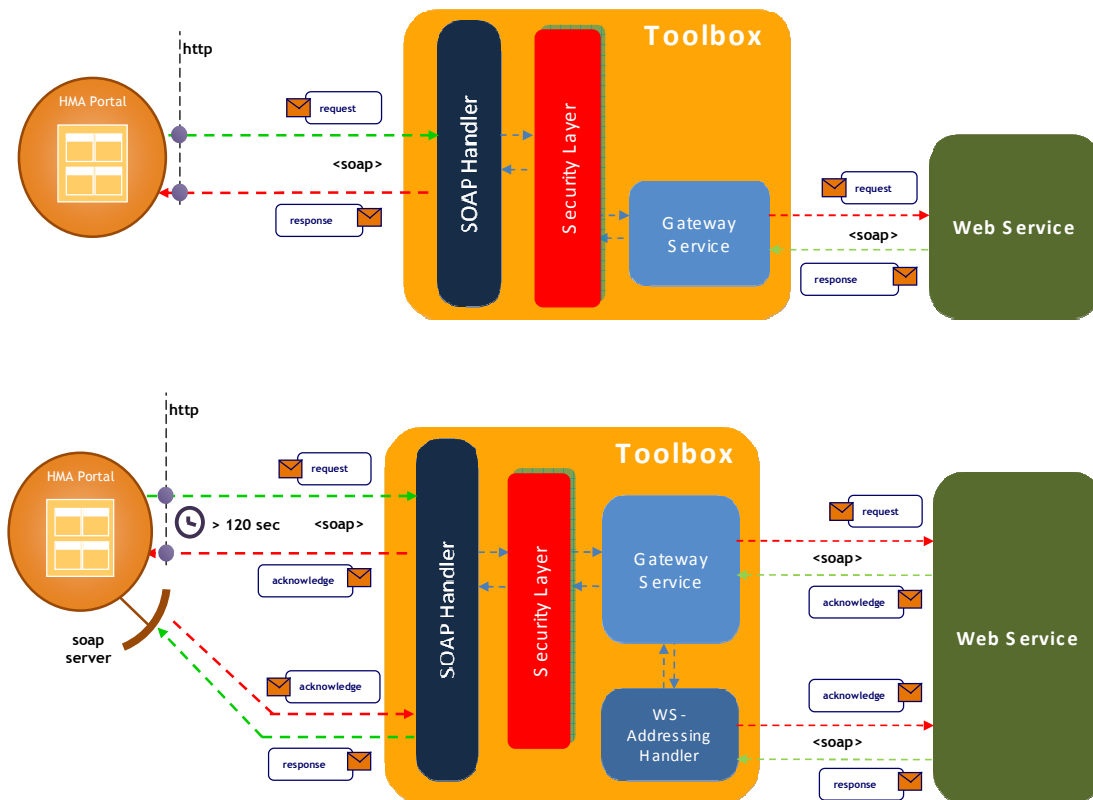 Toolbox
http
HMA Portal
request
<soap>
response
SOAP Handler
Security Layer
Gateway
Service
request
<soap>
response
Web Service
http
Toolbox
HMA Portal
request
> 120 sec
<soap>
acknowledge
soap
server
acknowledge
response
SOAP Handler
Security Layer
Gateway
Service
WS -
Addressing
Handler
request
<soap>
acknowledge
Web Service
acknowledge
<soap>
response